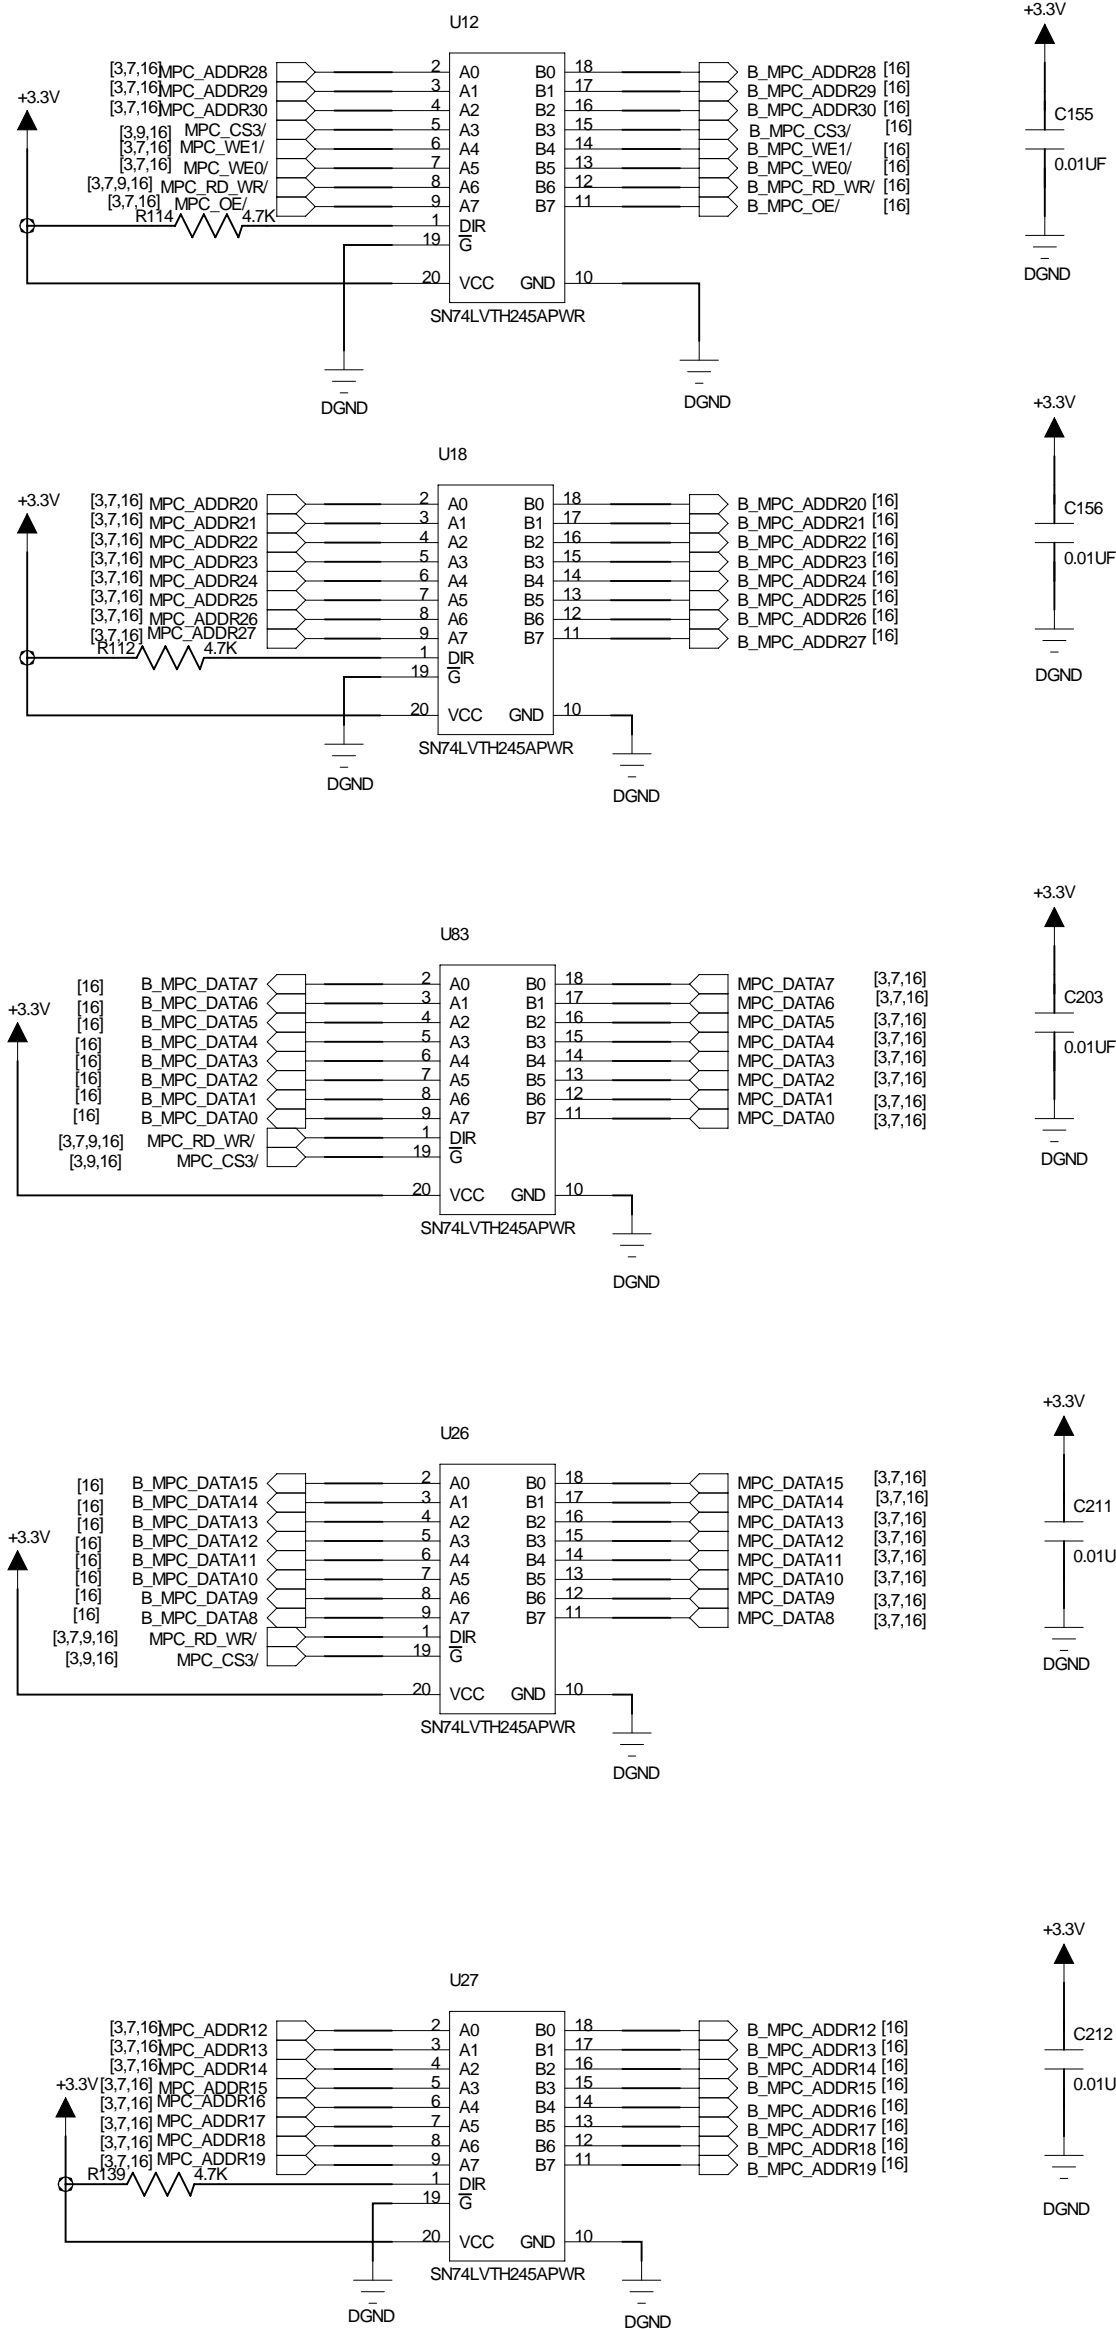 U12
+3.3V
[3,7,16] MPC_ADDR28 2 A0 B0 18 B_MPC_ADDR28 [16]
[3,7,16] MPC_ADDR29 3 A1 B1 17 B_MPC_ADDR29 [16]
+3.3V [3,7,16] MPC_ADDR30 4 A2 B2 16 B_MPC_ADDR30 [16]
C155
[3,9,16] MPC_CS3/ 5 A3 B3 15 B_MPC_CS3/ [16]
[3,7,16] MPC_WE1/ 6 A4 B4 14 B_MPC_WE1/ [16]
[3,7,16] MPC_WE0/ 7 A5 B5 13 B_MPC_WE0/ [16]
0.01UF
[3,7,9,16] MPC_RD_WR/ 8 A6 B6 12 B_MPC_RD_WR/ [16]
[3,7,16] MPC_OE/ 9 A7 B7 11 B_MPC_OE/ [16]
R114 4.7K 1 DIR
19 G
DGND
20 VCC GND 10
SN74LVTH245APWR
DGND DGND
+3.3V
U18
+3.3V [3,7,16] MPC_ADDR20 2 A0 B0 18 B_MPC_ADDR20 [16]
C156
[3,7,16] MPC_ADDR21 3 A1 B1 17 B_MPC_ADDR21 [16]
[3,7,16] MPC_ADDR22 4 A2 B2 16 B_MPC_ADDR22 [16]
[3,7,16] MPC_ADDR23 5 A3 B3 15 B_MPC_ADDR23 [16]
0.01UF
[3,7,16] MPC_ADDR24 6 A4 B4 14 B_MPC_ADDR24 [16]
[3,7,16] MPC_ADDR25 7 A5 B5 13 B_MPC_ADDR25 [16]
[3,7,16] MPC_ADDR26 8 A6 B6 12 B_MPC_ADDR26 [16]
[3,7,16] MPC_ADDR27 9 A7 B7 11 B_MPC_ADDR27 [16]
R112 4.7K 1 DIR
19 G
DGND
20 VCC GND 10
SN74LVTH245APWR
DGND DGND
+3.3V
U83
[16] B_MPC_DATA7 2 A0 B0 18 MPC_DATA7 [3,7,16]
C203
+3.3V [16] B_MPC_DATA6 3 A1 B1 17 MPC_DATA6 [3,7,16]
[16] B_MPC_DATA5 4 A2 B2 16 MPC_DATA5 [3,7,16]
[16] B_MPC_DATA4 5 A3 B3 15 MPC_DATA4 [3,7,16]
0.01UF
[16] B_MPC_DATA3 6 A4 B4 14 MPC_DATA3 [3,7,16]
[16] B_MPC_DATA2 7 A5 B5 13 MPC_DATA2 [3,7,16]
[16] B_MPC_DATA1 8 A6 B6 12 MPC_DATA1 [3,7,16]
[16] B_MPC_DATA0 9 A7 B7 11 MPC_DATA0 [3,7,16]
[3,7,9,16] MPC_RD_WR/ 1 DIR
[3,9,16] MPC_CS3/ 19 G
DGND
20 VCC GND 10
SN74LVTH245APWR
DGND
+3.3V
U26
[16] B_MPC_DATA15 2 A0 B0 18 MPC_DATA15 [3,7,16]
[16] B_MPC_DATA14 3 A1 B1 17 MPC_DATA14 [3,7,16]
C211
[16] B_MPC_DATA13 4 A2 B2 16 MPC_DATA13 [3,7,16]
+3.3V [16] B_MPC_DATA12 5 A3 B3 15 MPC_DATA12 [3,7,16]
[16] B_MPC_DATA11 6 A4 B4 14 MPC_DATA11 [3,7,16]
0.01U
[16] B_MPC_DATA10 7 A5 B5 13 MPC_DATA10 [3,7,16]
[16] B_MPC_DATA9 8 A6 B6 12 MPC_DATA9 [3,7,16]
[16] B_MPC_DATA8 9 A7 B7 11 MPC_DATA8 [3,7,16]
[3,7,9,16] MPC_RD_WR/ 1 DIR
[3,9,16] MPC_CS3/ 19 G
DGND
20 VCC GND 10
SN74LVTH245APWR
DGND
+3.3V
U27
[3,7,16] MPC_ADDR12 2 A0 B0 18 B_MPC_ADDR12 [16]
C212
[3,7,16] MPC_ADDR13 3 A1 B1 17 B_MPC_ADDR13 [16]
[3,7,16] MPC_ADDR14 4 A2 B2 16 B_MPC_ADDR14 [16]
+3.3V [3,7,16] MPC_ADDR15 5 A3 B3 15 B_MPC_ADDR15 [16]
0.01U
[3,7,16] MPC_ADDR16 6 A4 B4 14 B_MPC_ADDR16 [16]
[3,7,16] MPC_ADDR17 7 A5 B5 13 B_MPC_ADDR17 [16]
[3,7,16] MPC_ADDR18 8 A6 B6 12 B_MPC_ADDR18 [16]
[3,7,16] MPC_ADDR19 9 A7 B7 11 B_MPC_ADDR19 [16]
R139 4.7K 1 DIR
19 G
DGND
20 VCC GND 10
SN74LVTH245APWR
DGND DGND